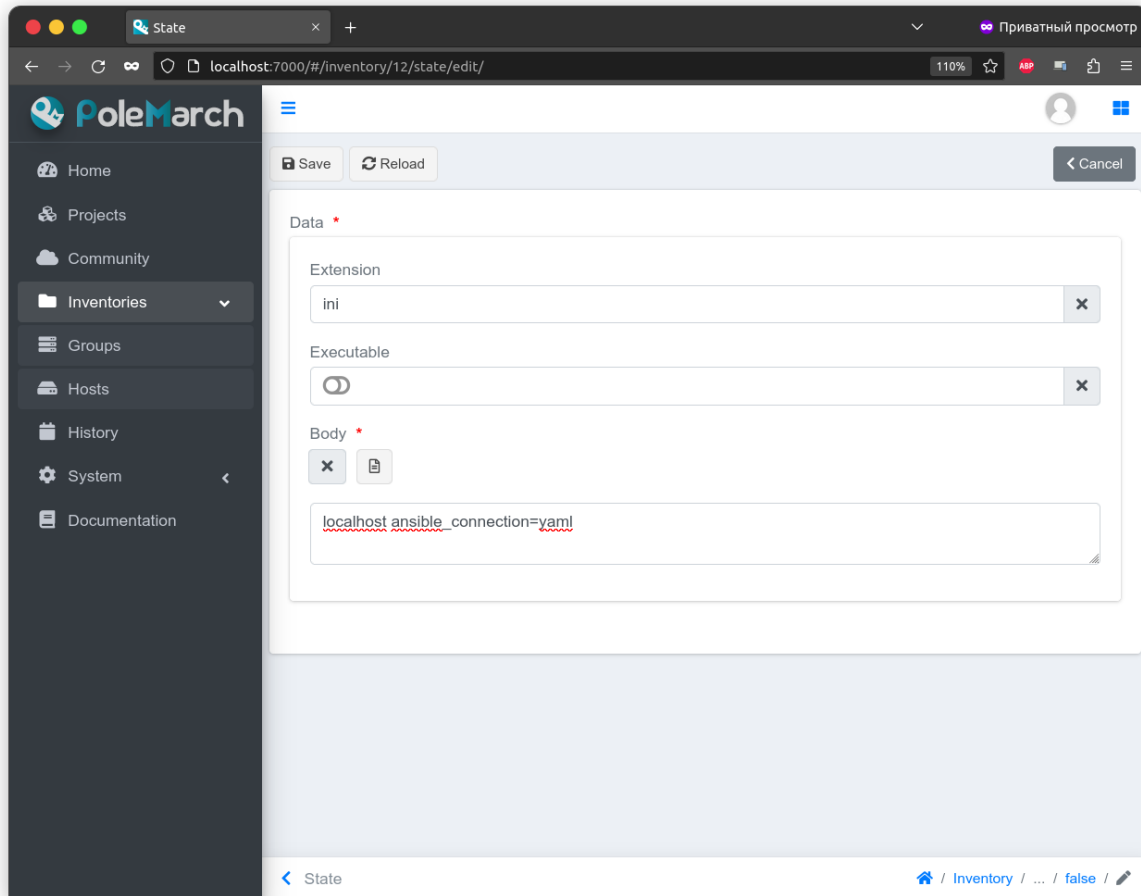 State
Приватный просмотр
localhost:7000/#/inventory/12/state/edit/
110%
ABP
PoleMarch
Home
Projects
Community
Inventories
Groups
Hosts
History
System
Documentation
Save
Reload
Cancel
Data *
Extension
ini
Executable
Body *
localhost ansible_connection=yaml
State
/ Inventory / ... / false /